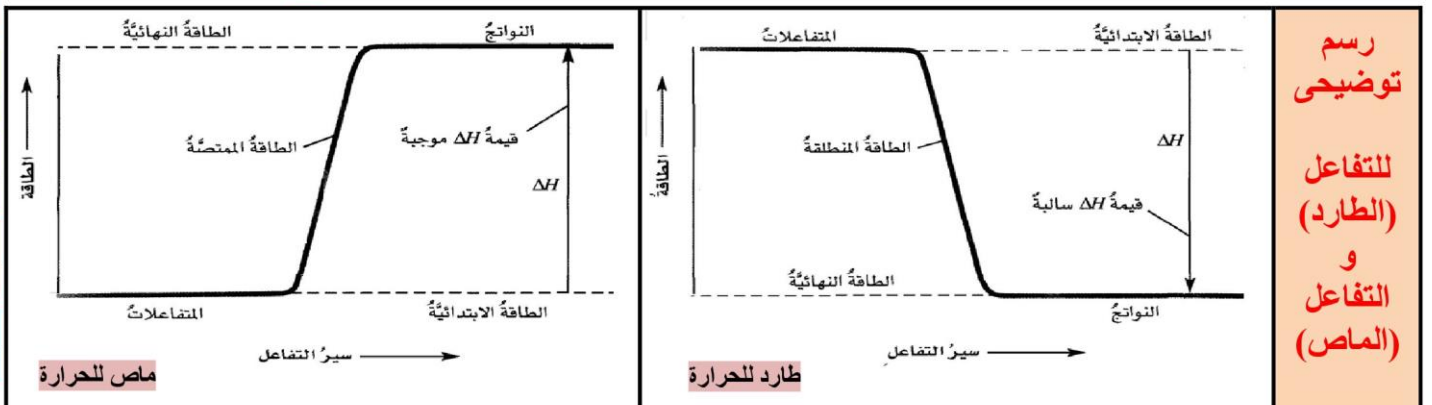 رسم
توضيحى
للتفاعل
(الطارد)
و
التفاعل
(الماص)
المتفاعلاتُ
الطاقةُ الابتدائيَّةُ
الطاقةُ
الطاقةُ المنطلقةُ
ΔH
قيمةُ ΔH سالبةٌ
الطاقةُ النهائيَّةُ
النواتجُ
سيرُ التفاعل
طارد للحرارة
الطاقةُ النهائيَّةُ
النواتجُ
الطاقة
الطاقةُ الممتصَّةُ
قيمةُ ΔH موجبةٌ
ΔH
المتفاعلاتُ
الطاقةُ الابتدائيَّةُ
سيرُ التفاعل
ماص للحرارة